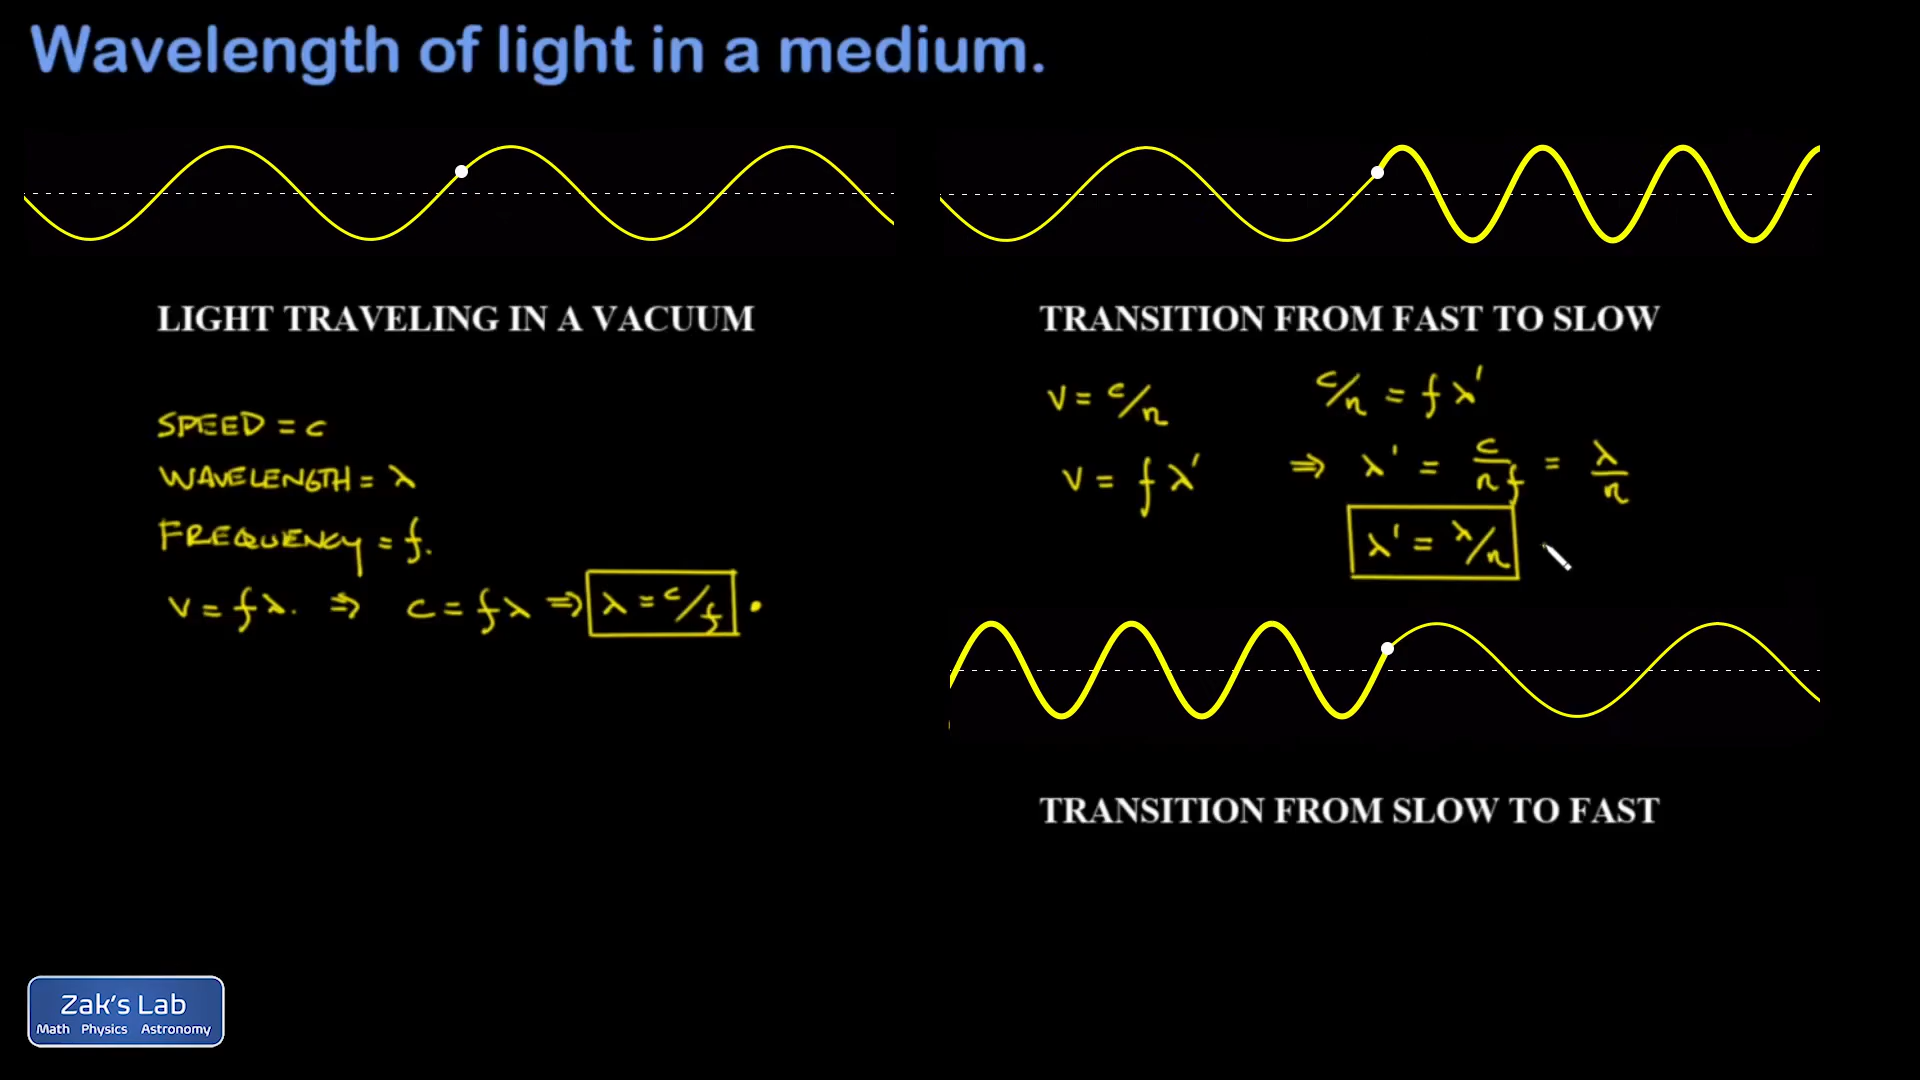 Wavelength of light in a medium.
LIGHT TRAVELING IN A VACUUM
SPEED = c
WAVELENGTH = λ
FREQUENCY = f.
v = fλ. ⇒ c = fλ ⇒ λ = c/f .
TRANSITION FROM FAST TO SLOW
v = c/n
v = fλ'
c/n = fλ'
⇒ λ' = c/nf = λ/n
λ' = λ/n
TRANSITION FROM SLOW TO FAST
Zak's Lab
Math Physics Astronomy